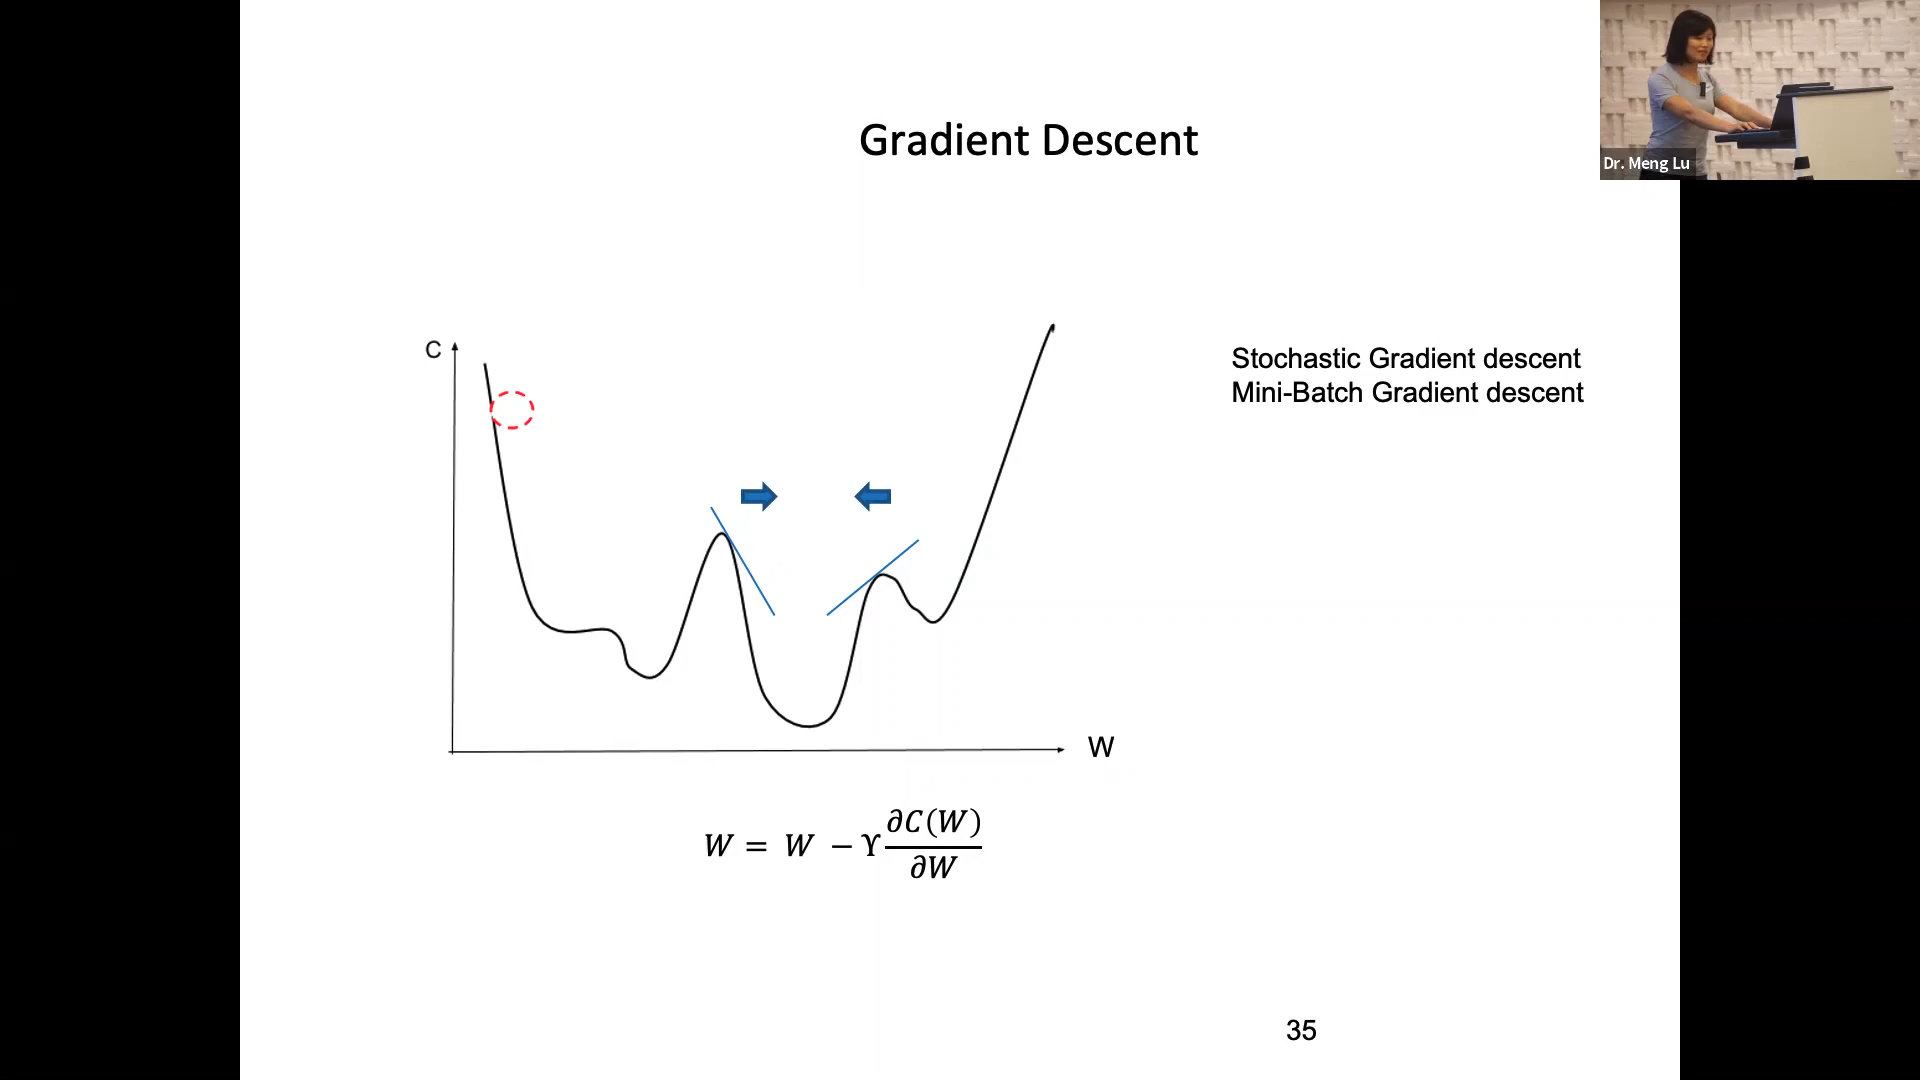 Gradient Descent
Dr. Meng Lu
C
Stochastic Gradient descent
Mini-Batch Gradient descent
W
W = W − ϒ ∂C(W) / ∂W
35